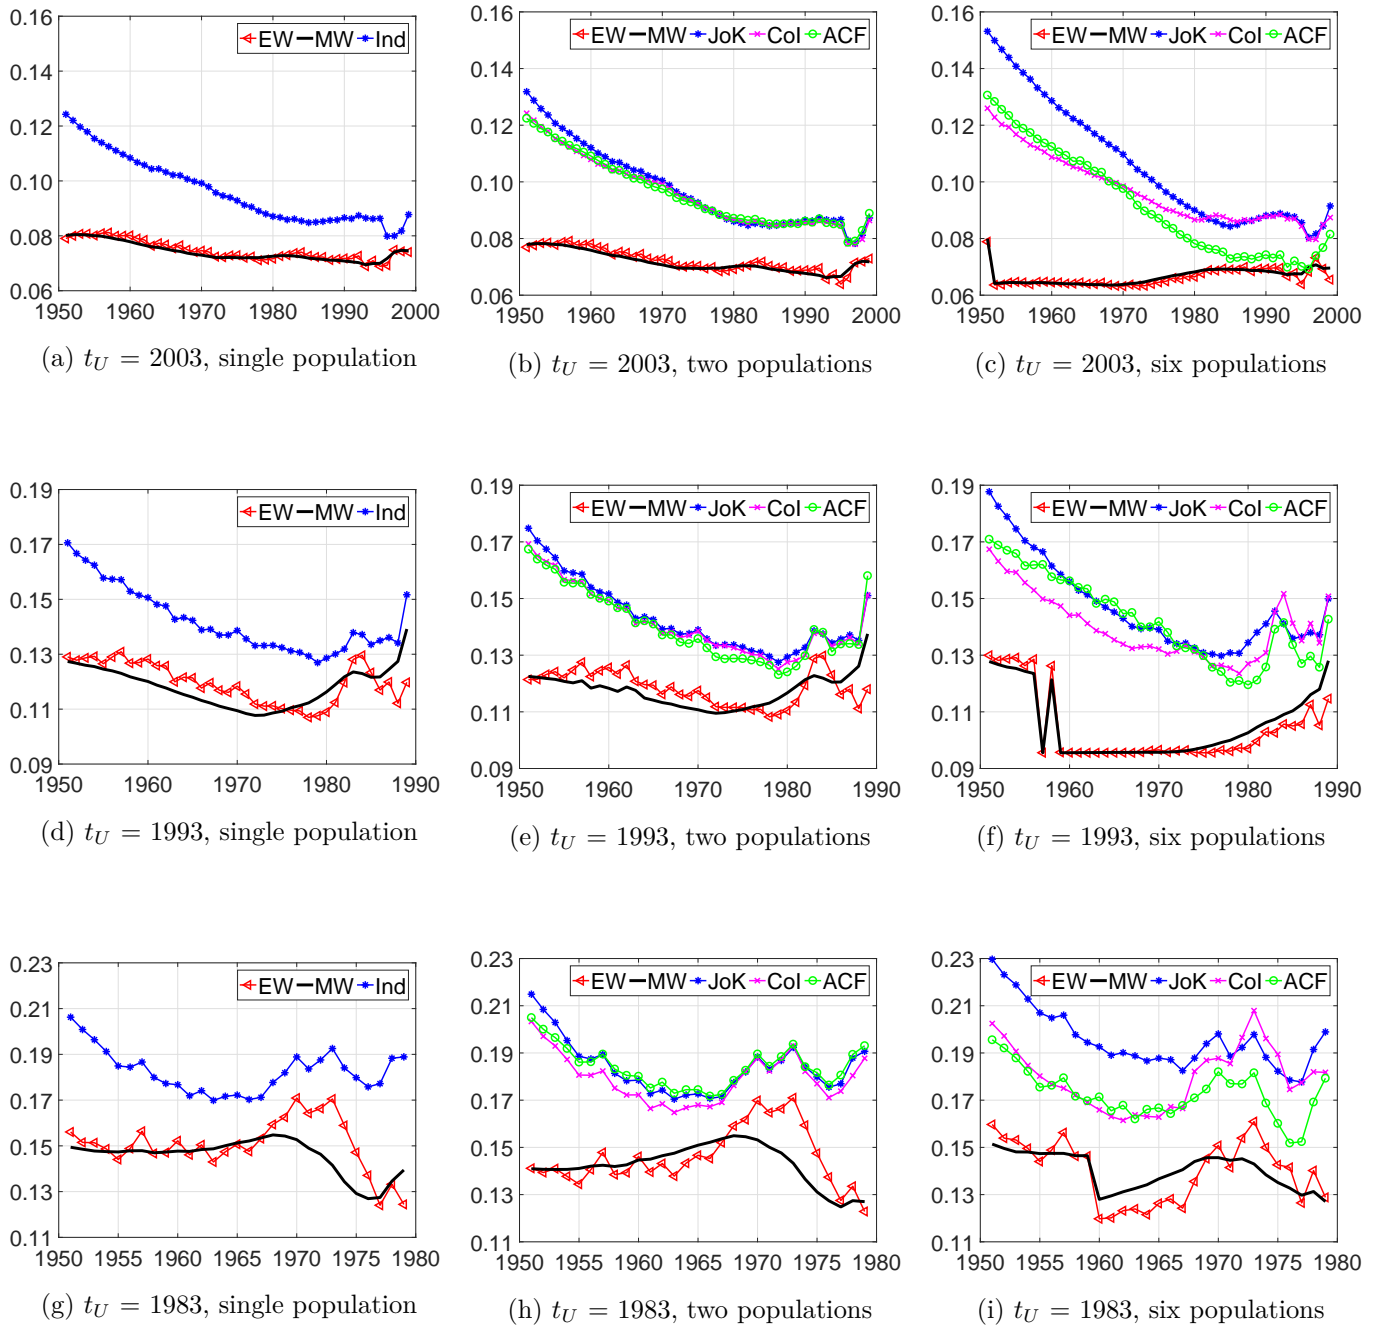 0.16
0.14
0.12
0.10
0.08
0.06
1950 1960 1970 1980 1990 2000
EW MW Ind
(a) t_U = 2003, single population
0.16
0.14
0.12
0.10
0.08
0.06
1950 1960 1970 1980 1990 2000
EW MW JoK CoI ACF
(b) t_U = 2003, two populations
0.16
0.14
0.12
0.10
0.08
0.06
1950 1960 1970 1980 1990 2000
EW MW JoK CoI ACF
(c) t_U = 2003, six populations
0.19
0.17
0.15
0.13
0.11
0.09
1950 1960 1970 1980 1990
EW MW Ind
(d) t_U = 1993, single population
0.19
0.17
0.15
0.13
0.11
0.09
1950 1960 1970 1980 1990
EW MW JoK CoI ACF
(e) t_U = 1993, two populations
0.19
0.17
0.15
0.13
0.11
0.09
1950 1960 1970 1980 1990
EW MW JoK CoI ACF
(f) t_U = 1993, six populations
0.23
0.21
0.19
0.17
0.15
0.13
0.11
1950 1955 1960 1965 1970 1975 1980
EW MW Ind
(g) t_U = 1983, single population
0.23
0.21
0.19
0.17
0.15
0.13
0.11
1950 1955 1960 1965 1970 1975 1980
EW MW JoK CoI ACF
(h) t_U = 1983, two populations
0.23
0.21
0.19
0.17
0.15
0.13
0.11
1950 1955 1960 1965 1970 1975 1980
EW MW JoK CoI ACF
(i) t_U = 1983, six populations